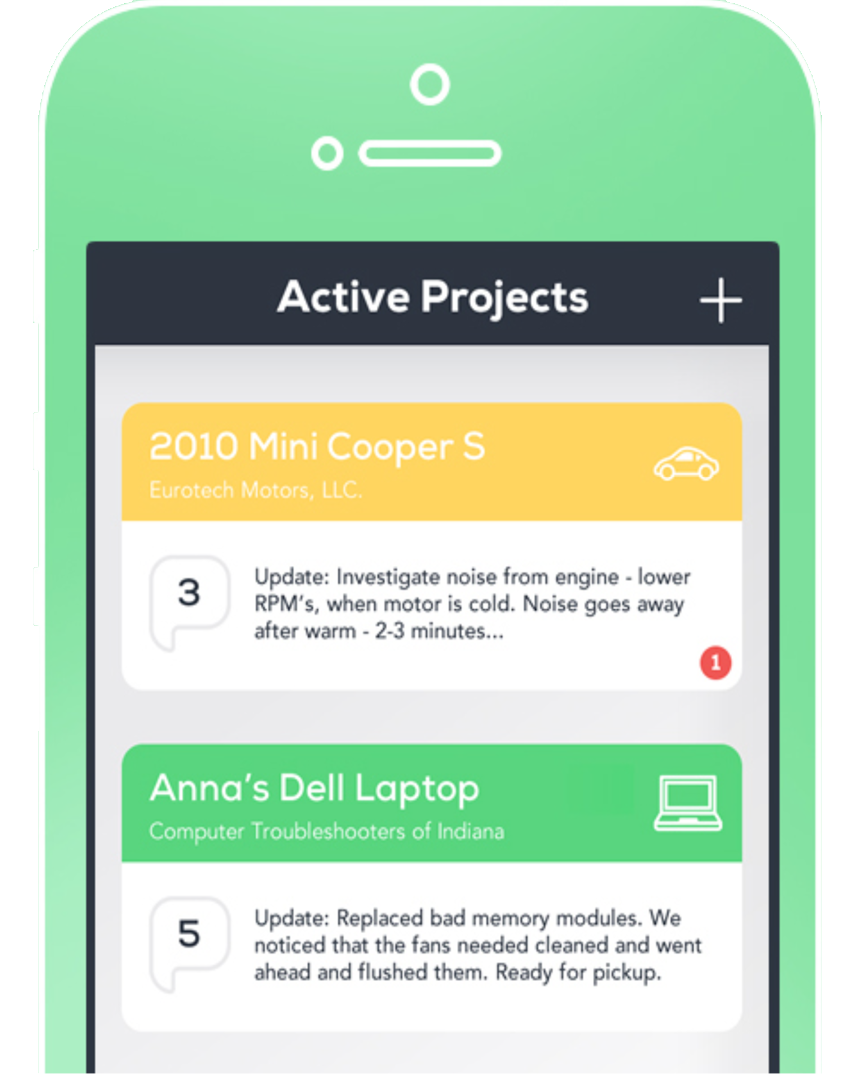 Active Projects
2010 Mini Cooper S
Eurotech Motors, LLC.
3
Update: Investigate noise from engine - lower
RPM's, when motor is cold. Noise goes away
after warm - 2-3 minutes...
1
Anna's Dell Laptop
Computer Troubleshooters of Indiana
5
Update: Replaced bad memory modules. We
noticed that the fans needed cleaned and went
ahead and flushed them. Ready for pickup.